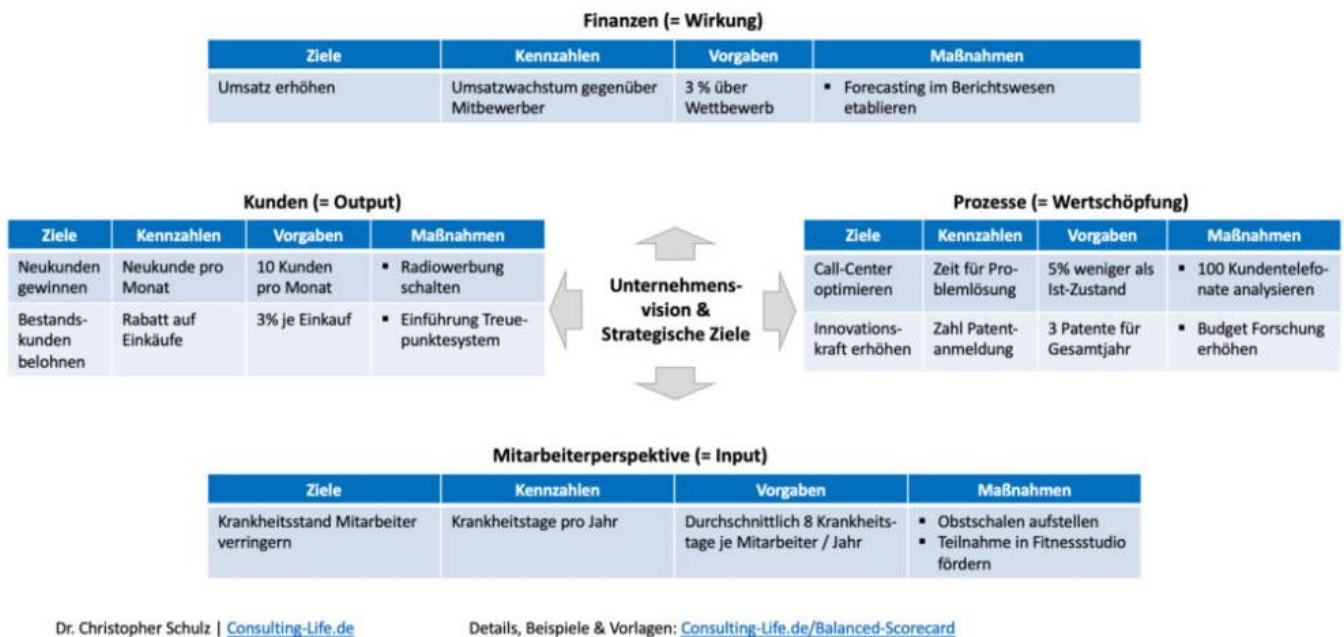 Finanzen (= Wirkung)
Ziele Kennzahlen Vorgaben Maßnahmen
Umsatz erhöhen Umsatzwachstum gegenüber 3 % über ▪ Forecasting im Berichtswesen
Mitbewerber Wettbewerb etablieren
Kunden (= Output)
Ziele Kennzahlen Vorgaben Maßnahmen
Neukunden Neukunde pro 10 Kunden ▪ Radiowerbung
gewinnen Monat pro Monat schalten
Bestands- Rabatt auf 3% je Einkauf ▪ Einführung Treue-
kunden Einkäufe punktesystem
belohnen
Unternehmens-
vision &
Strategische Ziele
Prozesse (= Wertschöpfung)
Ziele Kennzahlen Vorgaben Maßnahmen
Call-Center Zeit für Pro- 5% weniger als ▪ 100 Kundentelefo-
optimieren blemlösung Ist-Zustand nate analysieren
Innovations- Zahl Patent- 3 Patente für ▪ Budget Forschung
kraft erhöhen anmeldung Gesamtjahr erhöhen
Mitarbeiterperspektive (= Input)
Ziele Kennzahlen Vorgaben Maßnahmen
Krankheitsstand Mitarbeiter Krankheitstage pro Jahr Durchschnittlich 8 Krankheits- ▪ Obstschalen aufstellen
verringern tage je Mitarbeiter / Jahr ▪ Teilnahme in Fitnessstudio
fördern
Dr. Christopher Schulz | Consulting-Life.de Details, Beispiele & Vorlagen: Consulting-Life.de/Balanced-Scorecard